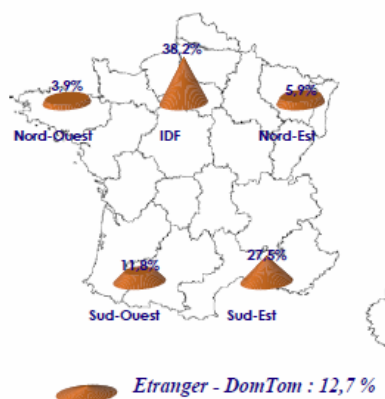 38,2%
3,9%
5,9%
Nord-Ouest
IDF
Nord-Est
11,8%
27,5%
Sud-Ouest
Sud-Est
Etranger - DomTom : 12,7 %